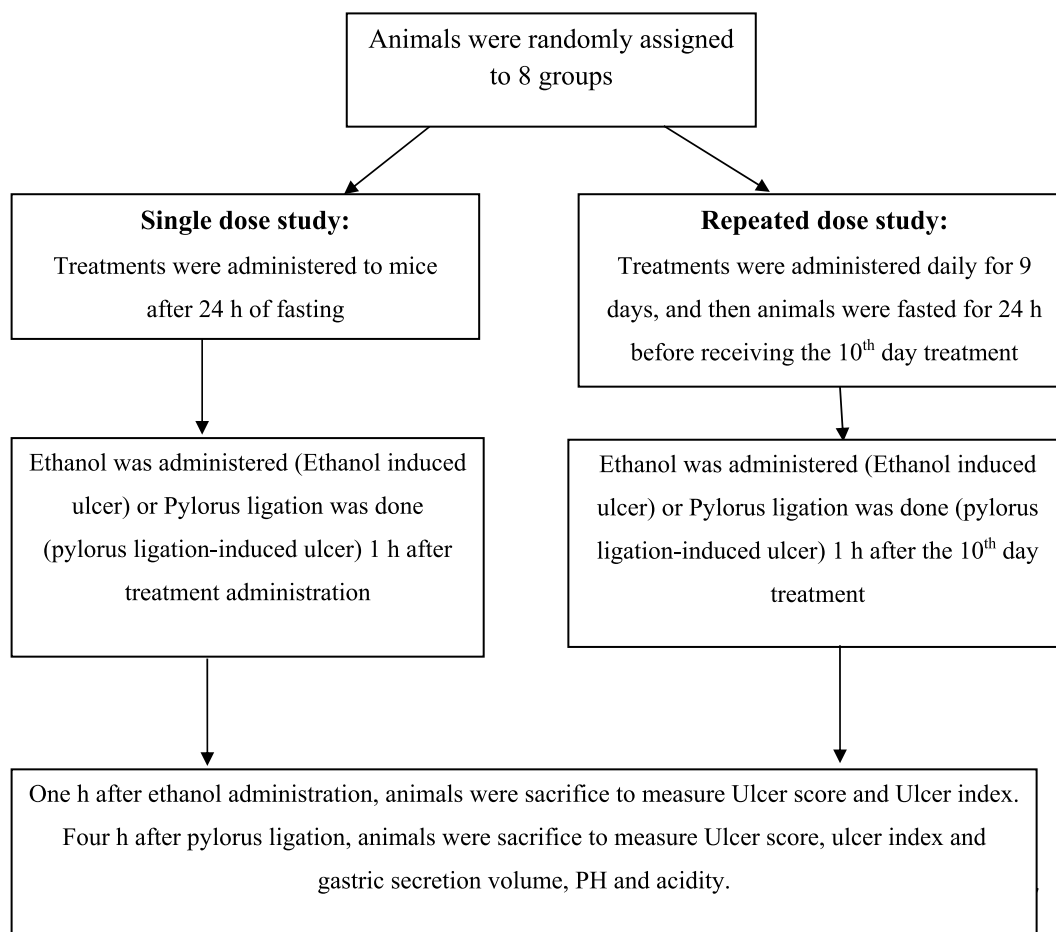 Animals were randomly assigned
to 8 groups
Single dose study:
Treatments were administered to mice
after 24 h of fasting
Repeated dose study:
Treatments were administered daily for 9
days, and then animals were fasted for 24 h
before receiving the 10th day treatment
Ethanol was administered (Ethanol induced
ulcer) or Pylorus ligation was done
(pylorus ligation-induced ulcer) 1 h after
treatment administration
Ethanol was administered (Ethanol induced
ulcer) or Pylorus ligation was done (pylorus
ligation-induced ulcer) 1 h after the 10th day
treatment
One h after ethanol administration, animals were sacrifice to measure Ulcer score and Ulcer index.
Four h after pylorus ligation, animals were sacrifice to measure Ulcer score, ulcer index and
gastric secretion volume, PH and acidity.